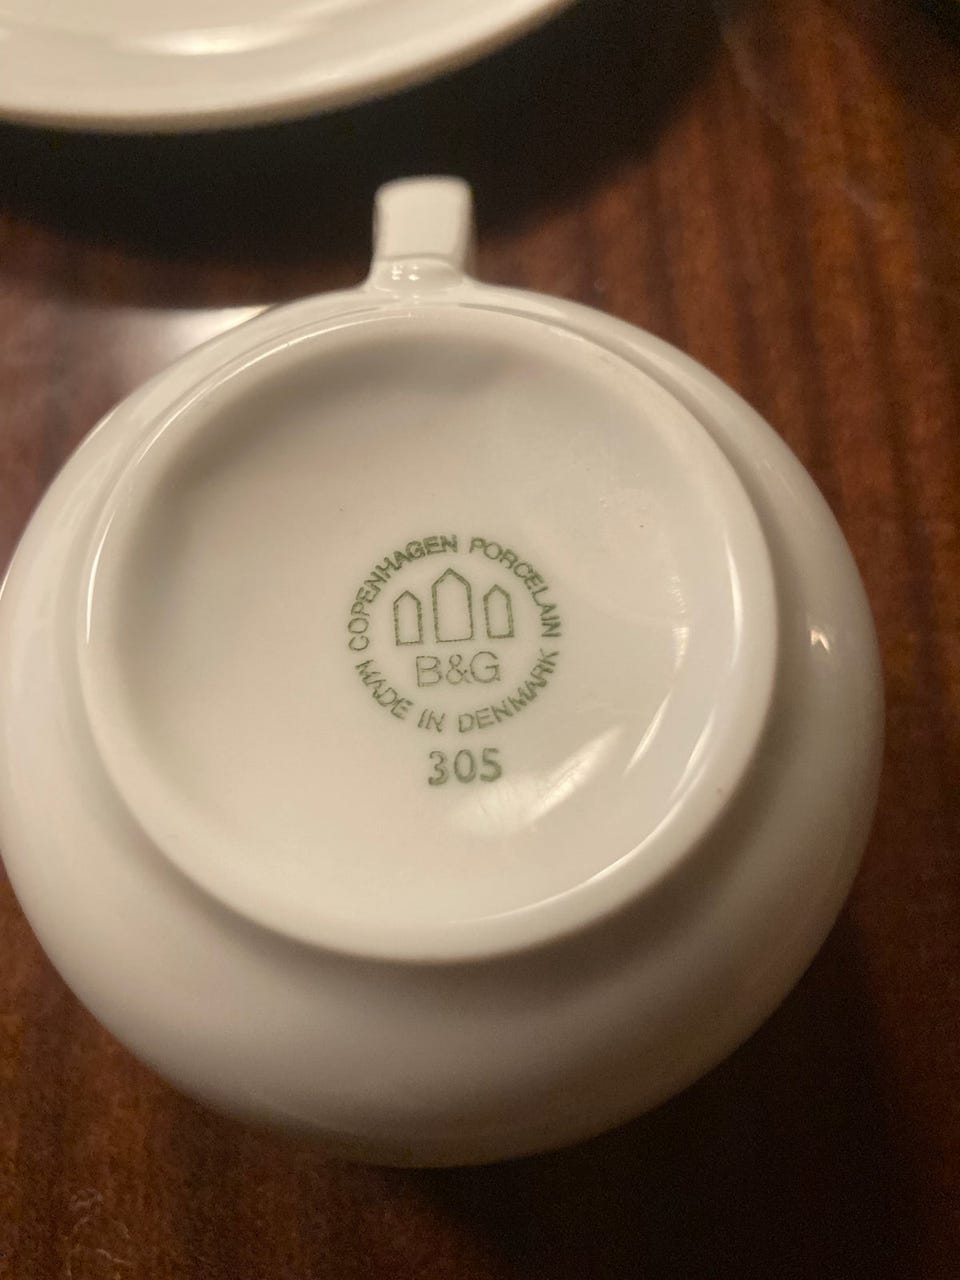 COPENHAGEN PORCELAIN
B&G
MADE IN DENMARK
305